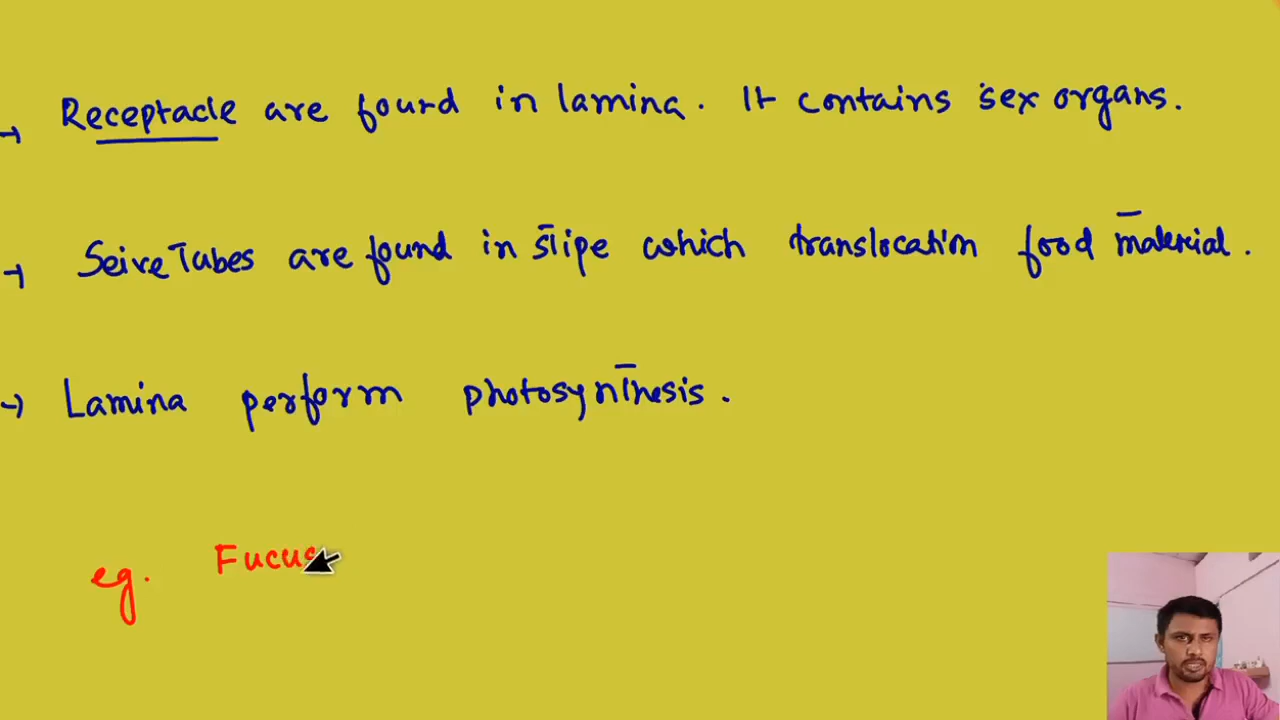 → Receptacle are found in lamina. It contains sex organs.
→ Seive Tubes are found in stipe which translocation food material.
→ Lamina perform photosynthesis.
eg. Fucus